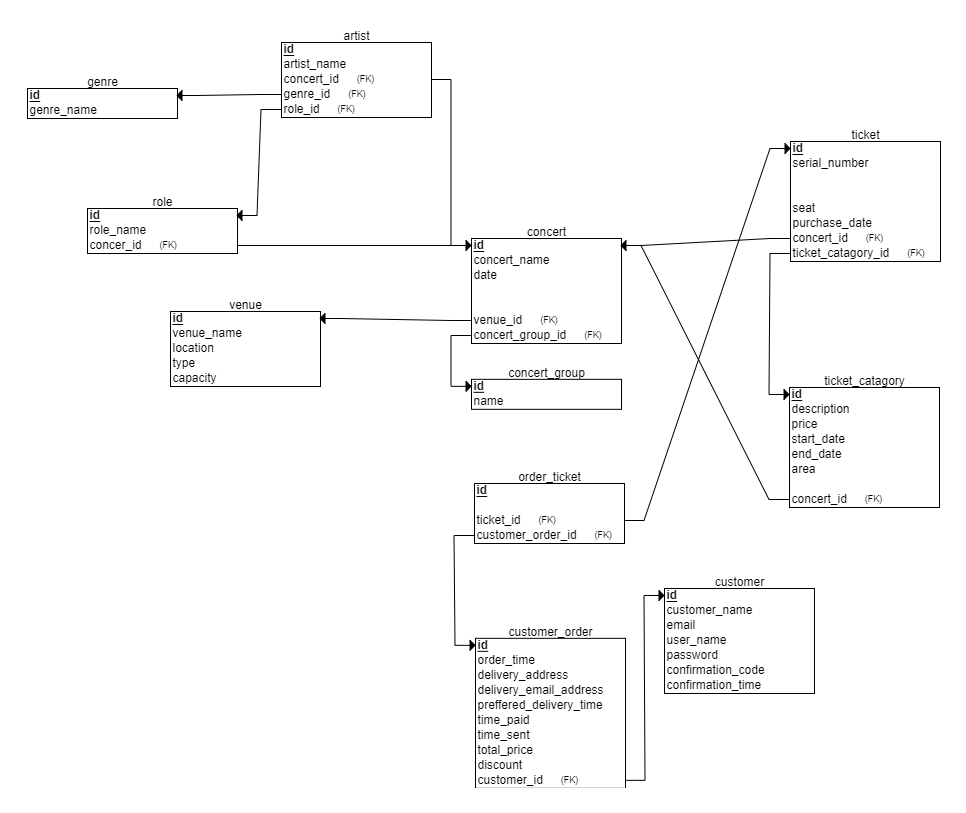 artist
id
artist_name
concert_id (FK)
genre_id (FK)
role_id (FK)
genre
id
genre_name
ticket
id
serial_number
seat
purchase_date
concert_id (FK)
ticket_catagory_id (FK)
role
id
role_name
concer_id (FK)
concert
id
concert_name
date
venue_id (FK)
concert_group_id (FK)
venue
id
venue_name
location
type
capacity
concert_group
id
name
ticket_catagory
id
description
price
start_date
end_date
area
concert_id (FK)
order_ticket
id
ticket_id (FK)
customer_order_id (FK)
customer
id
customer_name
email
user_name
password
confirmation_code
confirmation_time
customer_order
id
order_time
delivery_address
delivery_email_address
preffered_delivery_time
time_paid
time_sent
total_price
discount
customer_id (FK)